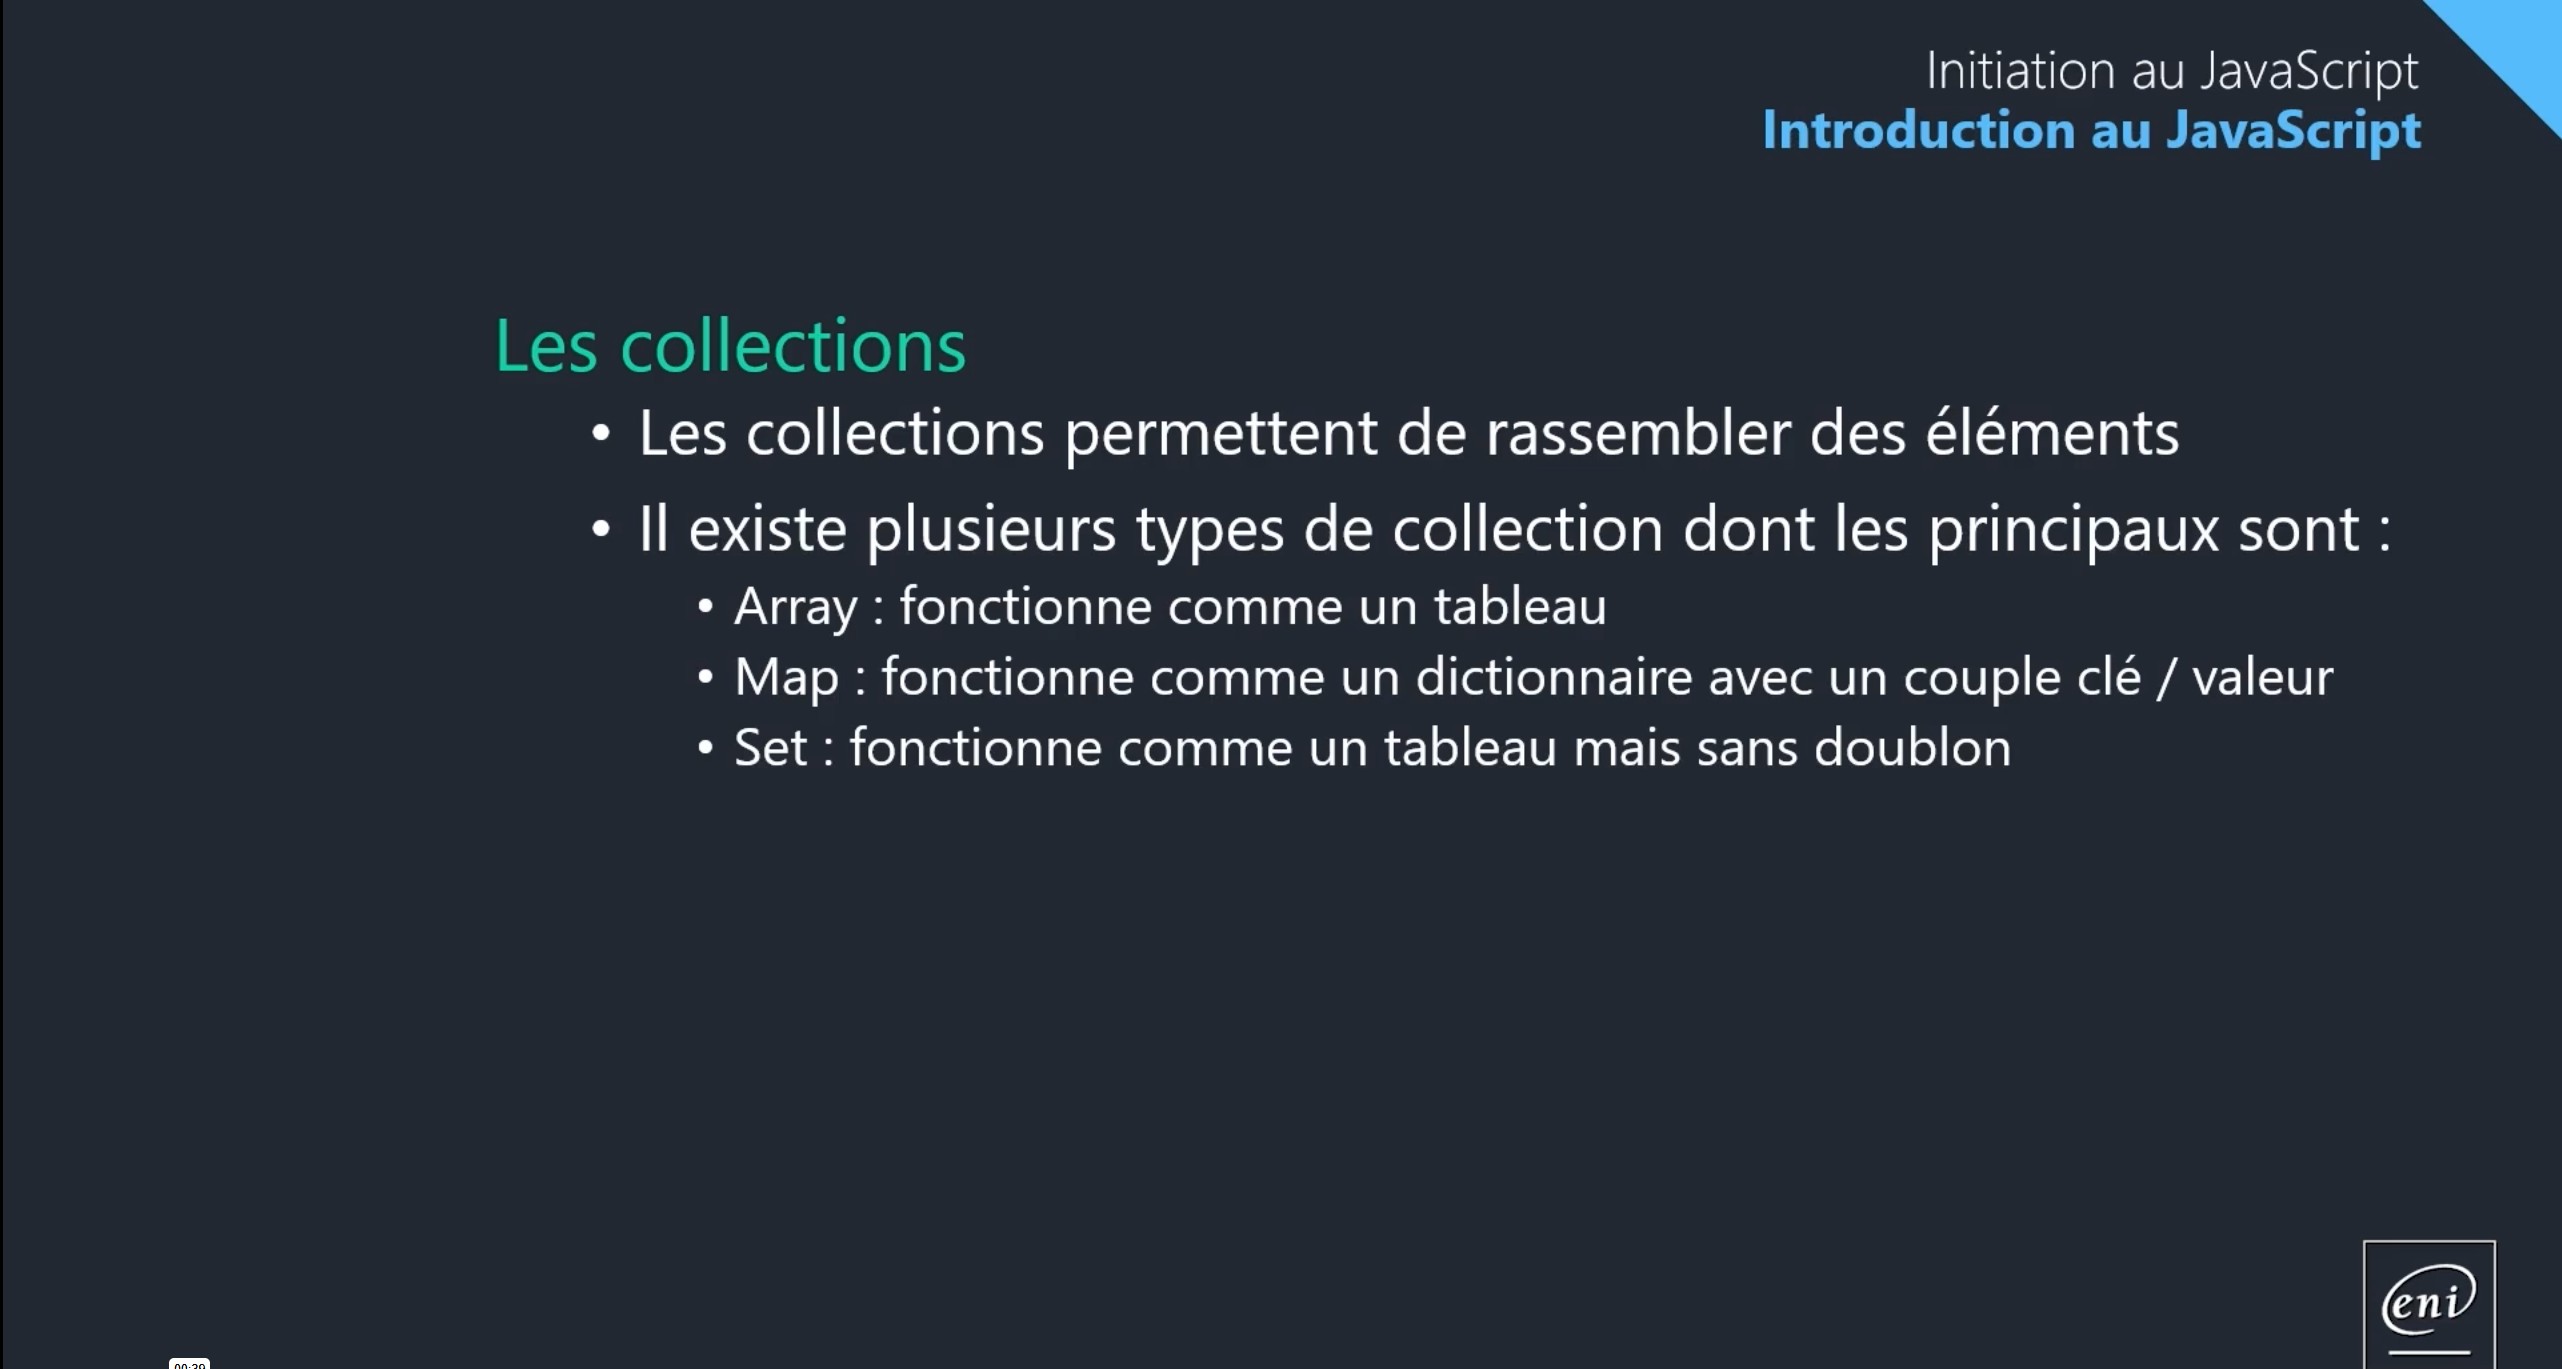 Initiation au JavaScript
Introduction au JavaScript
Les collections
• Les collections permettent de rassembler des éléments
• Il existe plusieurs types de collection dont les principaux sont :
• Array : fonctionne comme un tableau
• Map : fonctionne comme un dictionnaire avec un couple clé / valeur
• Set : fonctionne comme un tableau mais sans doublon
eni
00:39